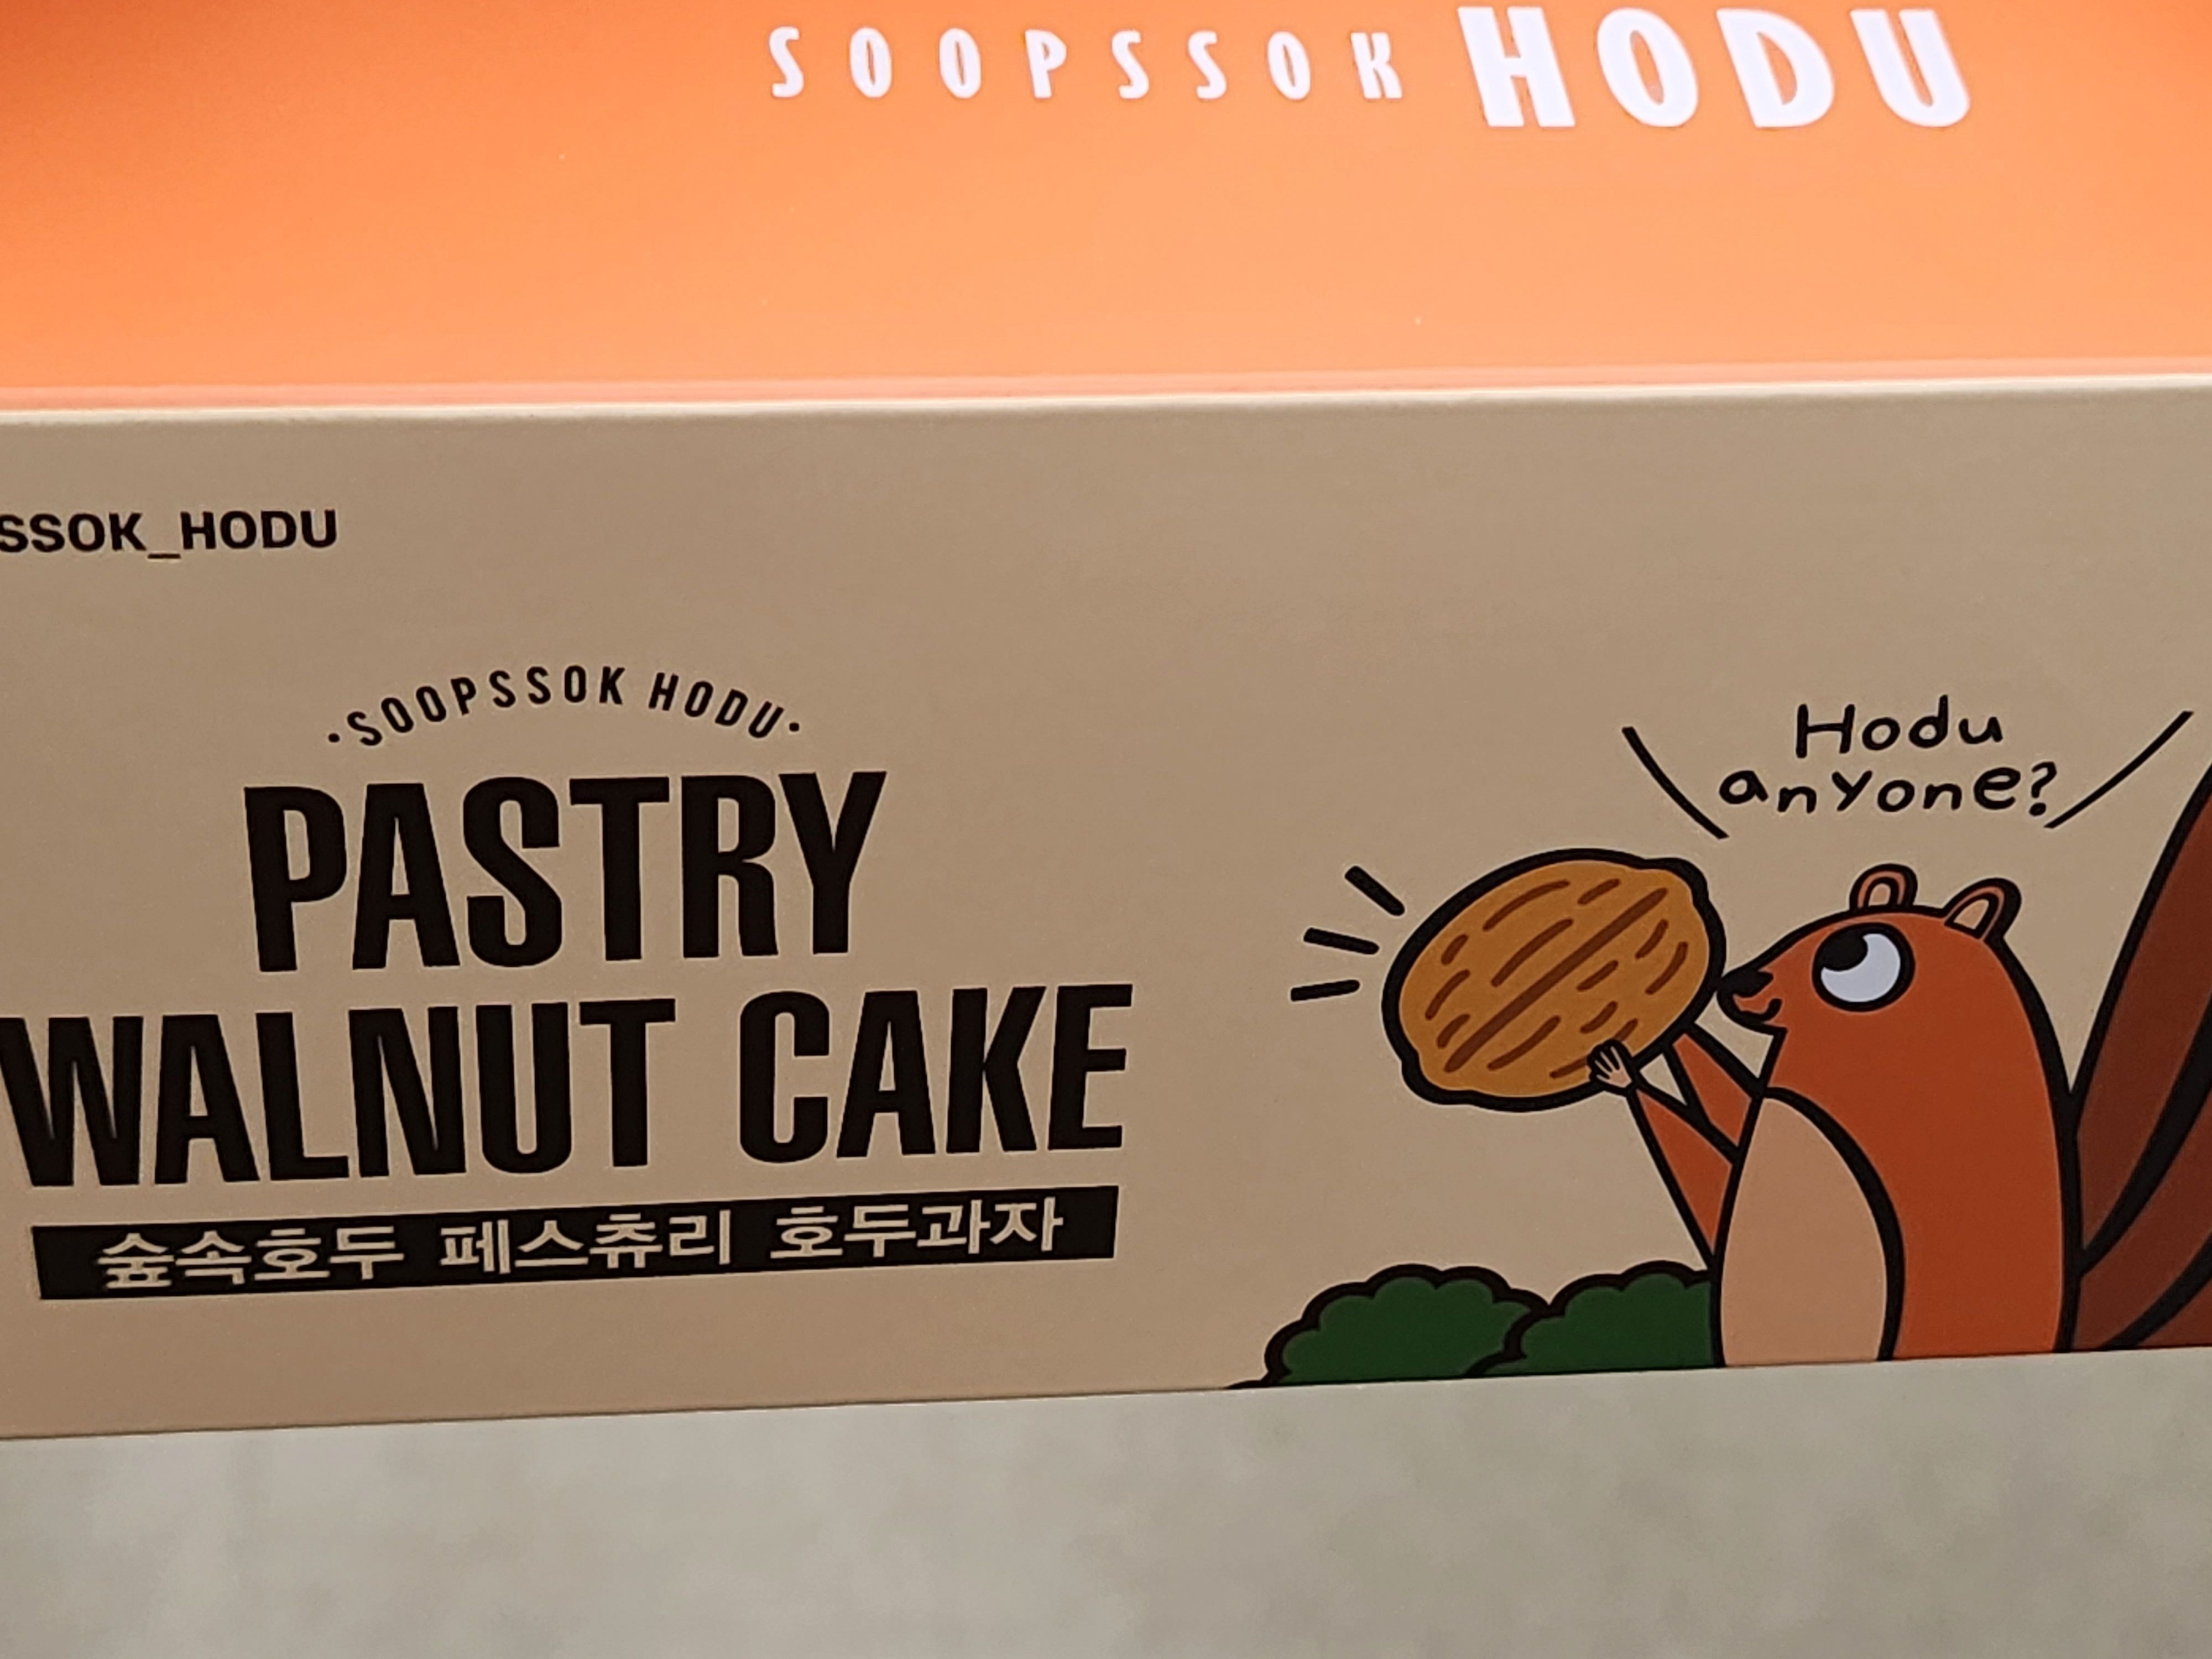 SOOPSSOK HODU
SSOK_HODU
·SOOPSSOK HODU·
PASTRY
WALNUT CAKE
숲속호두 페스츄리 호두과자
Hodu
anyone?